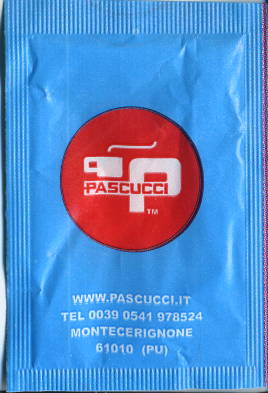 PASCUCCI
TM
WWW.PASCUCCI.IT
TEL 0039 0541 978524
MONTECERIGNONE
61010 (PU)